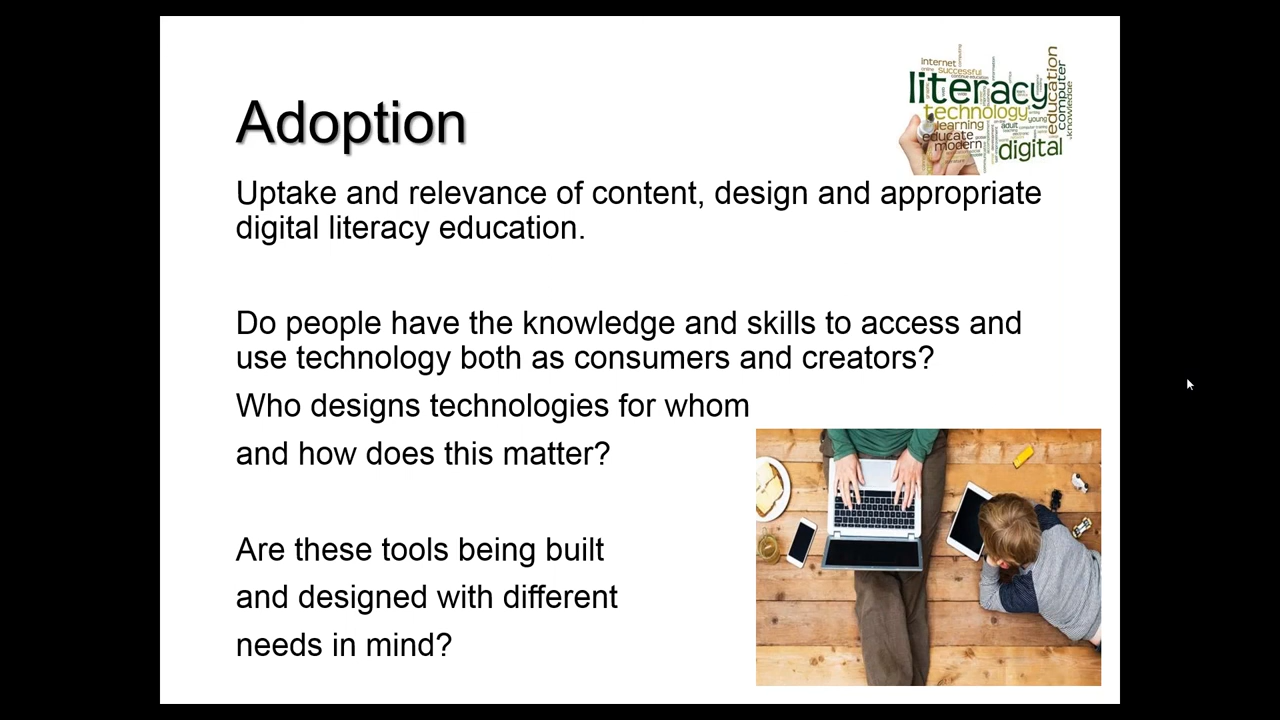 Adoption
internet
successful
literacy
technology
learning
educate
modern
adult
young
digital
education
computer
knowledge
Uptake and relevance of content, design and appropriate
digital literacy education.
Do people have the knowledge and skills to access and
use technology both as consumers and creators?
Who designs technologies for whom
and how does this matter?
Are these tools being built
and designed with different
needs in mind?